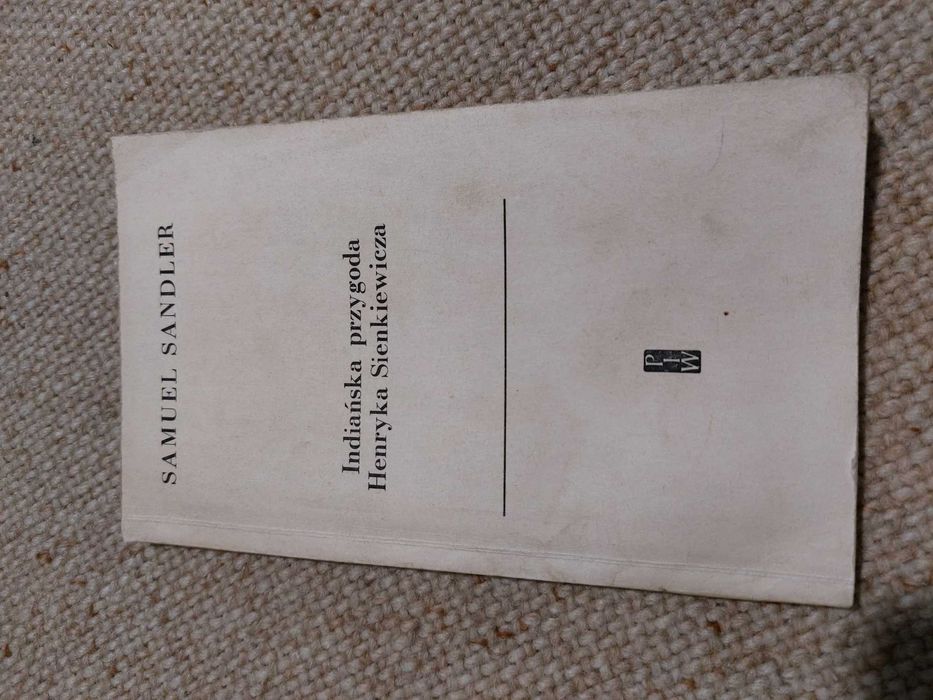 SAMUEL SANDLER
Indiańska przygoda
Henryka Sienkiewicza
PIW